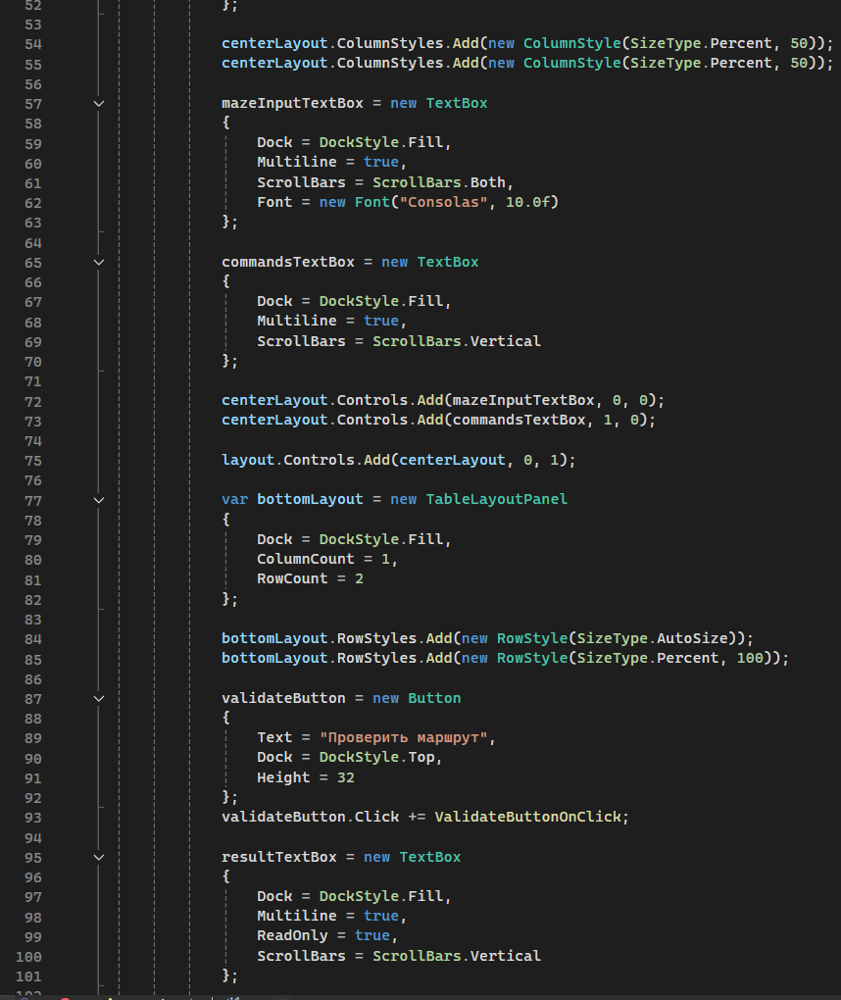 52 };
53
54 centerLayout.ColumnStyles.Add(new ColumnStyle(SizeType.Percent, 50));
55 centerLayout.ColumnStyles.Add(new ColumnStyle(SizeType.Percent, 50));
56
57 mazeInputTextBox = new TextBox
58 {
59 Dock = DockStyle.Fill,
60 Multiline = true,
61 ScrollBars = ScrollBars.Both,
62 Font = new Font("Consolas", 10.0f)
63 };
64
65 commandsTextBox = new TextBox
66 {
67 Dock = DockStyle.Fill,
68 Multiline = true,
69 ScrollBars = ScrollBars.Vertical
70 };
71
72 centerLayout.Controls.Add(mazeInputTextBox, 0, 0);
73 centerLayout.Controls.Add(commandsTextBox, 1, 0);
74
75 layout.Controls.Add(centerLayout, 0, 1);
76
77 var bottomLayout = new TableLayoutPanel
78 {
79 Dock = DockStyle.Fill,
80 ColumnCount = 1,
81 RowCount = 2
82 };
83
84 bottomLayout.RowStyles.Add(new RowStyle(SizeType.AutoSize));
85 bottomLayout.RowStyles.Add(new RowStyle(SizeType.Percent, 100));
86
87 validateButton = new Button
88 {
89 Text = "Проверить маршрут",
90 Dock = DockStyle.Top,
91 Height = 32
92 };
93 validateButton.Click += ValidateButtonOnClick;
94
95 resultTextBox = new TextBox
96 {
97 Dock = DockStyle.Fill,
98 Multiline = true,
99 ReadOnly = true,
100 ScrollBars = ScrollBars.Vertical
101 };
102